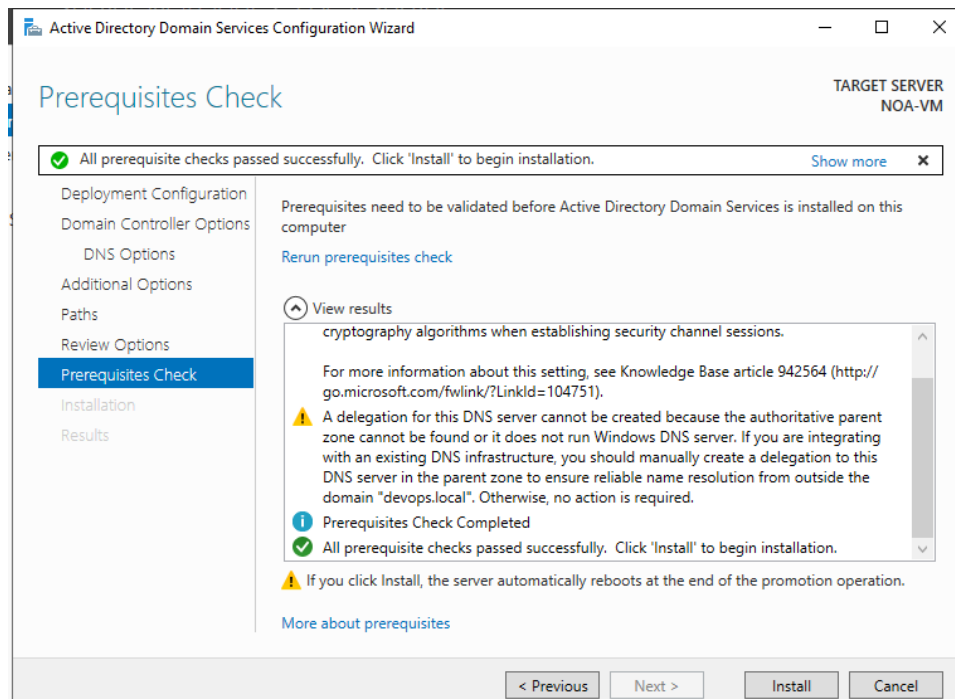 Active Directory Domain Services Configuration Wizard
Prerequisites Check
TARGET SERVER
NOA-VM
All prerequisite checks passed successfully.  Click 'Install' to begin installation.
Show more
Deployment Configuration
Domain Controller Options
DNS Options
Additional Options
Paths
Review Options
Prerequisites Check
Installation
Results
Prerequisites need to be validated before Active Directory Domain Services is installed on this
computer
Rerun prerequisites check
View results
cryptography algorithms when establishing security channel sessions.
For more information about this setting, see Knowledge Base article 942564 (http://
go.microsoft.com/fwlink/?LinkId=104751).
A delegation for this DNS server cannot be created because the authoritative parent
zone cannot be found or it does not run Windows DNS server. If you are integrating
with an existing DNS infrastructure, you should manually create a delegation to this
DNS server in the parent zone to ensure reliable name resolution from outside the
domain "devops.local". Otherwise, no action is required.
Prerequisites Check Completed
All prerequisite checks passed successfully.  Click 'Install' to begin installation.
If you click Install, the server automatically reboots at the end of the promotion operation.
More about prerequisites
< Previous
Next >
Install
Cancel